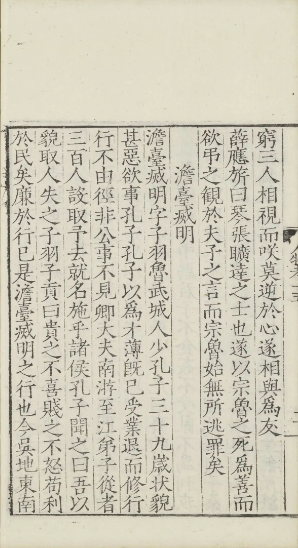 窮三人相視而咲莫逆於心遂相與爲友
薛應旂曰琴張曠達之士也遂以宗魯之死爲善而
欲弔之觀於夫子之言而宗魯始無所逃罪矣
澹臺滅明
澹臺滅明字子羽魯武城人少孔子三十九歲狀貌
甚惡欲事孔子孔子以爲才薄旣已受業退而修行
行不由徑非公事不見卿大夫南游至江弟子從者
三百人設取予去就名施乎諸侯孔子聞之曰吾以
貌取人失之子羽子貢曰貴之不喜賤之不怒苟利
於民矣廉於行已是澹臺滅明之行也今吳地東南